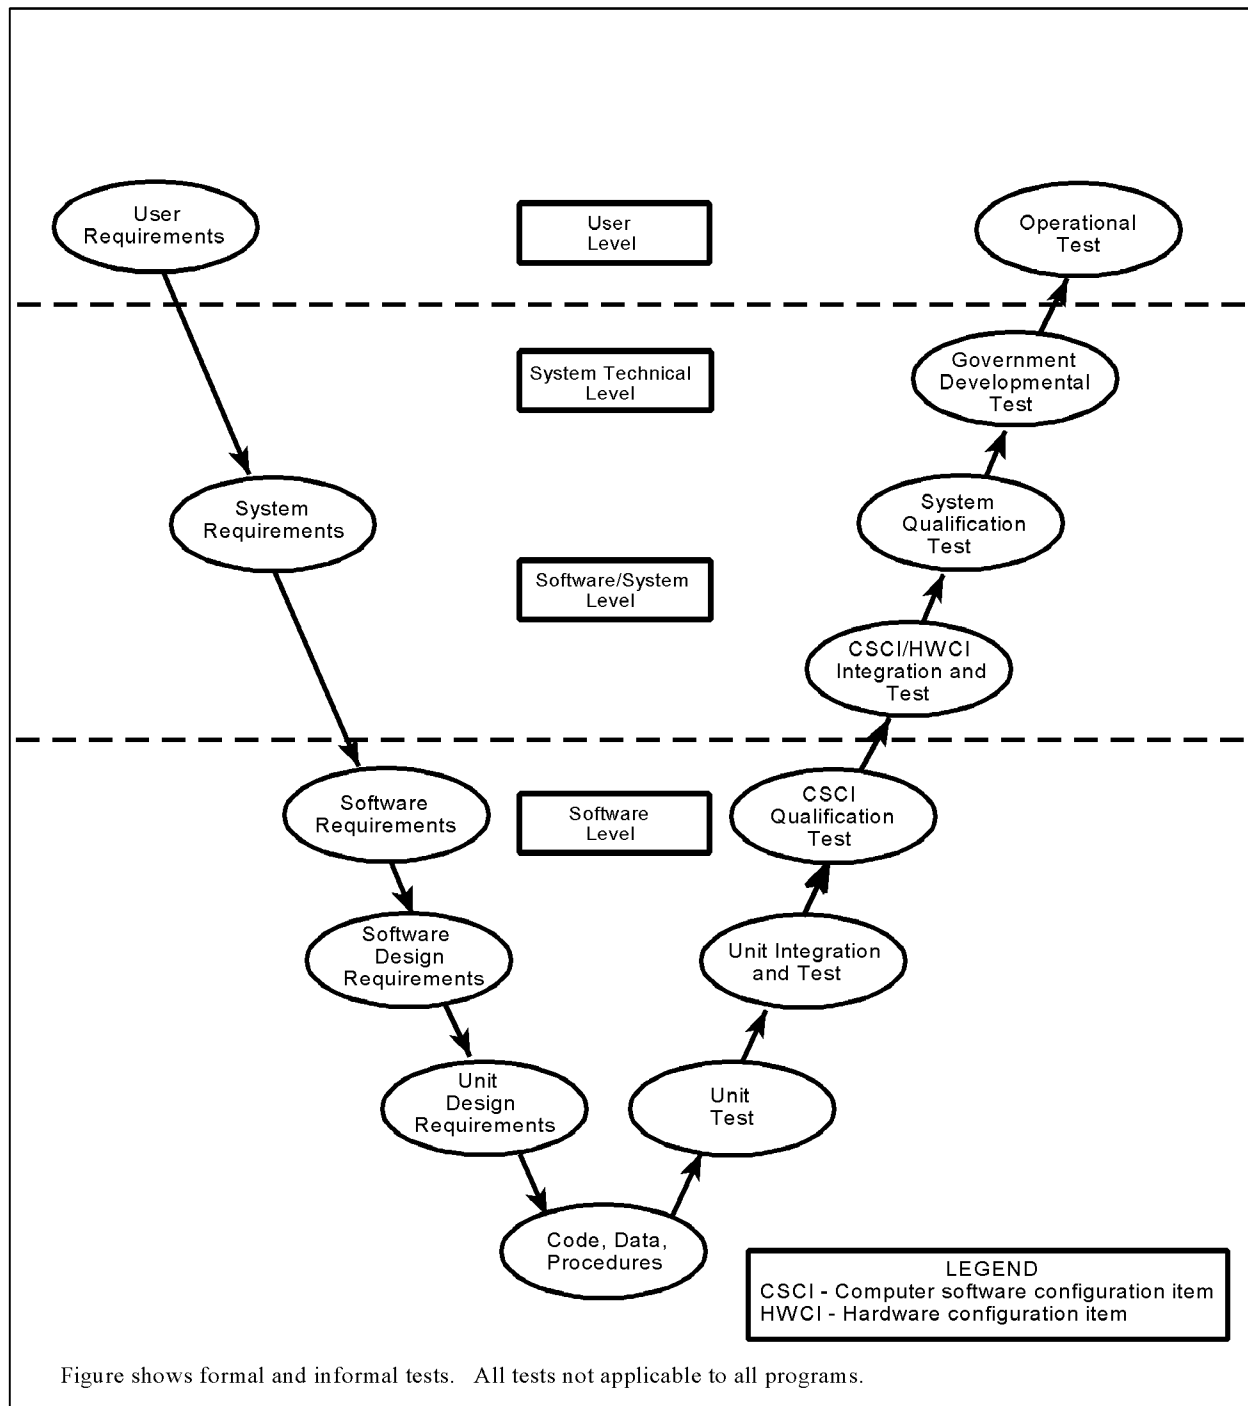 User
Requirements
User
Level
Operational
Test
System Technical
Level
Government
Developmental
Test
System
Requirements
System
Qualification
Test
Software/System
Level
CSCI/HWCI
Integration and
Test
Software
Requirements
Software
Level
CSCI
Qualification
Test
Software
Design
Requirements
Unit Integration
and Test
Unit
Design
Requirements
Unit
Test
Code, Data,
Procedures
LEGEND
CSCI - Computer software configuration item
HWCI - Hardware configuration item
Figure shows formal and informal tests. All tests not applicable to all programs.